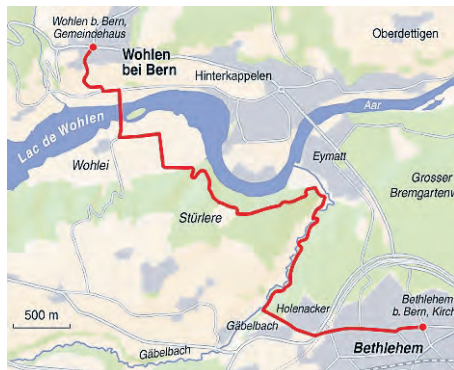 Wohlen b. Bern,
Gemeindehaus
Wohlen
bei Bern
Oberdettigen
Hinterkappelen
Aar
Lac de Wohlen
Wohlei
Eymatt
Grosser
Bremgartenw
Stürlere
500 m
Holenacker
Gäbelbach
Gäbelbach
Bethlehem
b. Bern, Kirch
Bethlehem